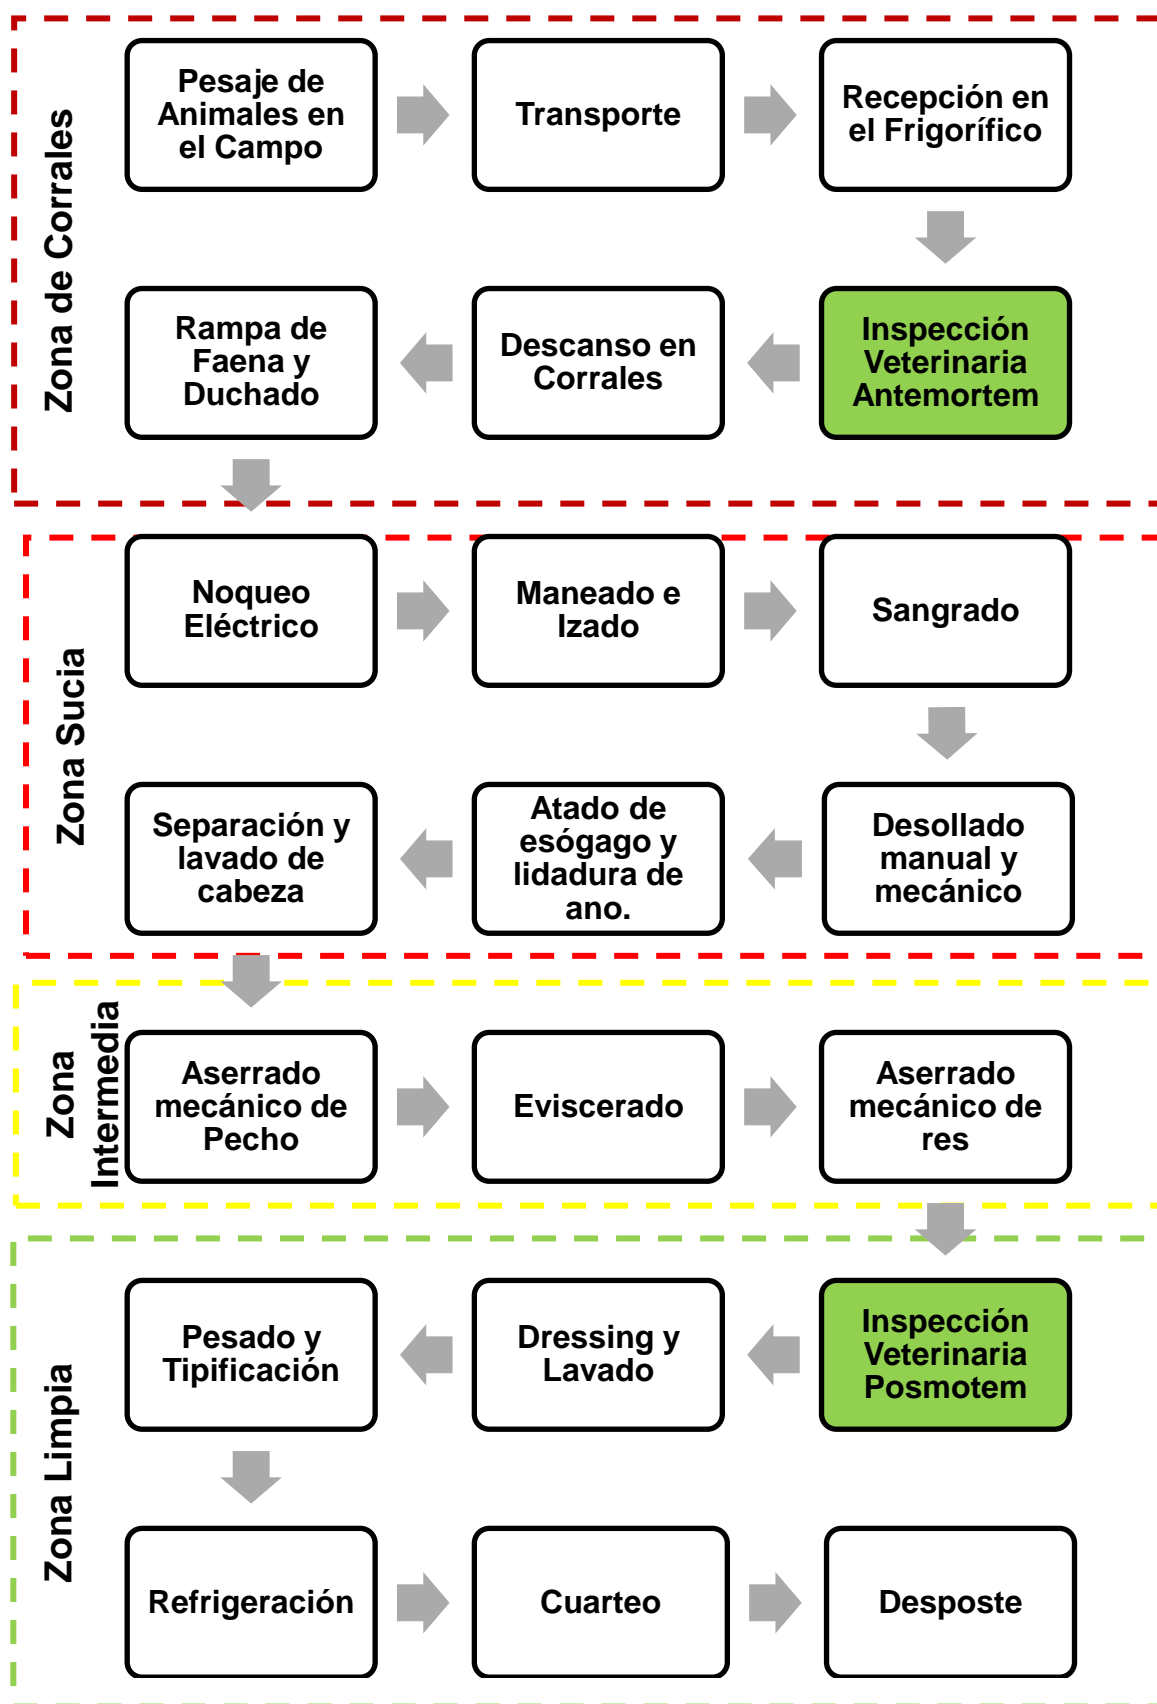 Zona de Corrales
Pesaje de
Animales en
el Campo
Transporte
Recepción en
el Frigorífico
Inspección
Veterinaria
Antemortem
Descanso en
Corrales
Rampa de
Faena y
Duchado
Zona Sucia
Noqueo
Eléctrico
Maneado e
Izado
Sangrado
Desollado
manual y
mecánico
Atado de
esógago y
lidadura de
ano.
Separación y
lavado de
cabeza
Zona
Intermedia
Aserrado
mecánico de
Pecho
Eviscerado
Aserrado
mecánico de
res
Zona Limpia
Inspección
Veterinaria
Posmotem
Dressing y
Lavado
Pesado y
Tipificación
Refrigeración
Cuarteo
Desposte